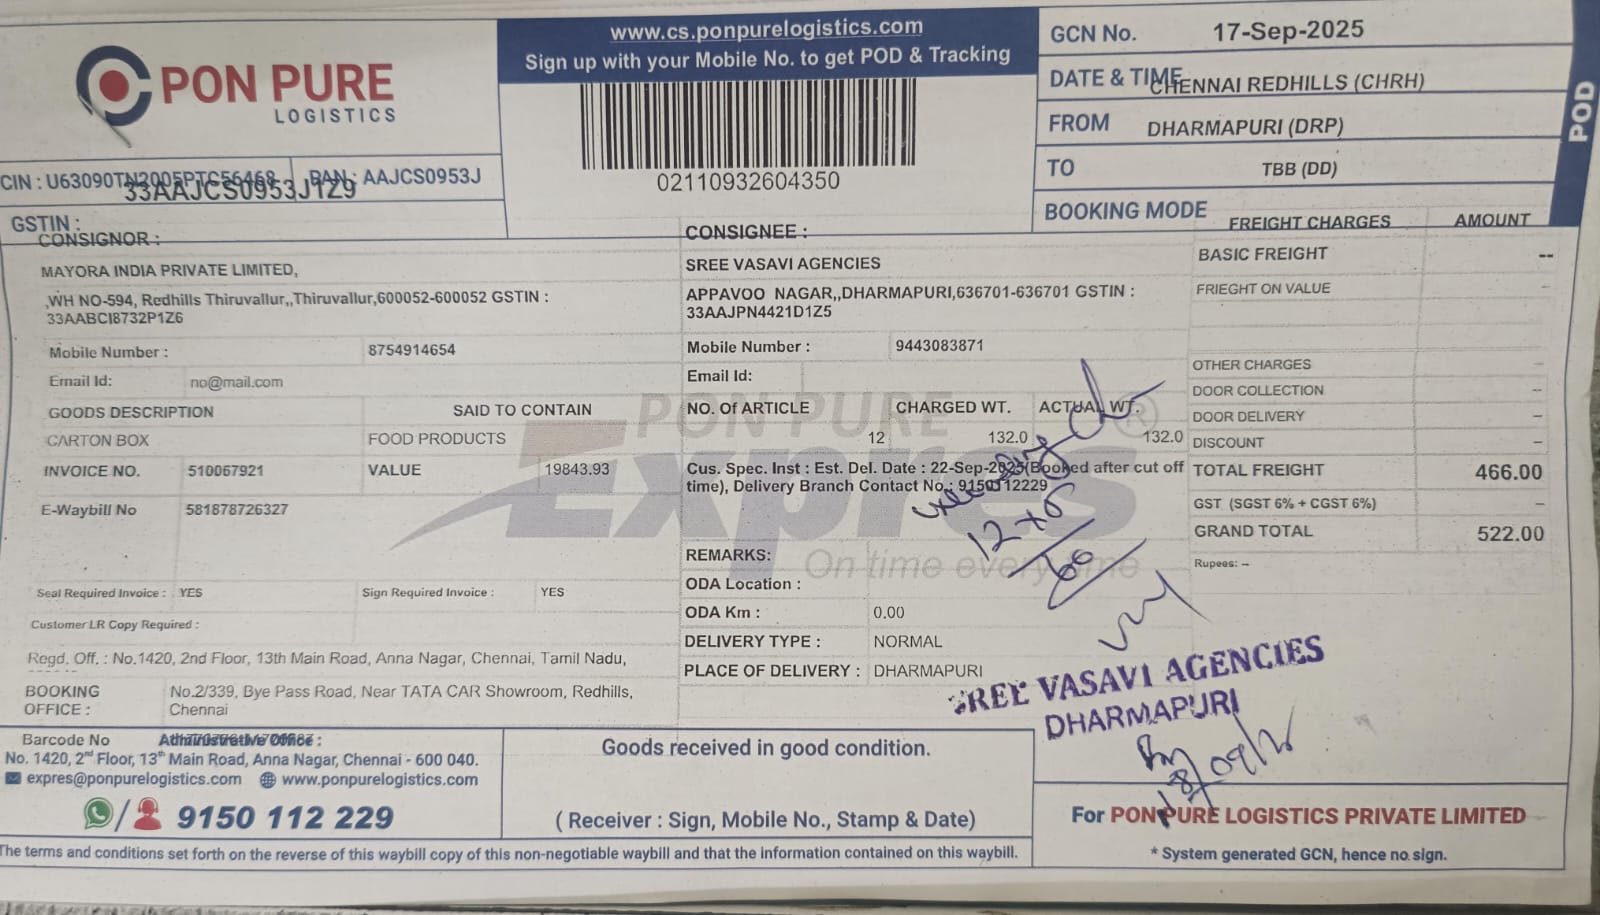 PON PURE
LOGISTICS
www.cs.ponpurelogistics.com
Sign up with your Mobile No. to get POD & Tracking
02110932604350
GCN No. 17-Sep-2025
DATE & TIME CHENNAI REDHILLS (CHRH)
FROM DHARMAPURI (DRP)
TO TBB (DD)
BOOKING MODE
POD
CIN : U63090TN2005PTC56468 PAN : AAJCS0953J
33AAJCS0953J1Z9
GSTIN :
CONSIGNOR :
MAYORA INDIA PRIVATE LIMITED,
,WH NO-594, Redhills Thiruvallur,,Thiruvallur,600052-600052 GSTIN :
33AABCI8732P1Z6
Mobile Number : 8754914654
Email Id: no@mail.com
GOODS DESCRIPTION SAID TO CONTAIN
CARTON BOX FOOD PRODUCTS
INVOICE NO. 510067921 VALUE 19843.93
E-Waybill No 581878726327
Seal Required Invoice : YES Sign Required Invoice : YES
Customer LR Copy Required :
Regd. Off. : No.1420, 2nd Floor, 13th Main Road, Anna Nagar, Chennai, Tamil Nadu,
BOOKING OFFICE : No.2/339, Bye Pass Road, Near TATA CAR Showroom, Redhills,
Chennai
CONSIGNEE :
SREE VASAVI AGENCIES
APPAVOO NAGAR,,DHARMAPURI,636701-636701 GSTIN :
33AAJPN4421D1Z5
Mobile Number : 9443083871
Email Id:
NO. Of ARTICLE CHARGED WT. ACTUAL WT.
12 132.0 132.0
Cus. Spec. Inst : Est. Del. Date : 22-Sep-2025(Booked after cut off
time), Delivery Branch Contact No.: 9150112229
REMARKS:
ODA Location :
ODA Km : 0.00
DELIVERY TYPE : NORMAL
PLACE OF DELIVERY : DHARMAPURI
PON PURE
Expres
On time every time
®
FREIGHT CHARGES AMOUNT
BASIC FREIGHT --
FRIEGHT ON VALUE –
OTHER CHARGES –
DOOR COLLECTION --
DOOR DELIVERY –
DISCOUNT –
TOTAL FREIGHT 466.00
GST (SGST 6% + CGST 6%) –
GRAND TOTAL 522.00
Rupees: –
12 x 5
60
SREE VASAVI AGENCIES
DHARMAPURI
18/09/25
Barcode No
Administrative Office :
No. 1420, 2nd Floor, 13th Main Road, Anna Nagar, Chennai - 600 040.
expres@ponpurelogistics.com www.ponpurelogistics.com
/ 9150 112 229
Goods received in good condition.
( Receiver : Sign, Mobile No., Stamp & Date)
For PON PURE LOGISTICS PRIVATE LIMITED
* System generated GCN, hence no sign.
The terms and conditions set forth on the reverse of this waybill copy of this non-negotiable waybill and that the information contained on this waybill.